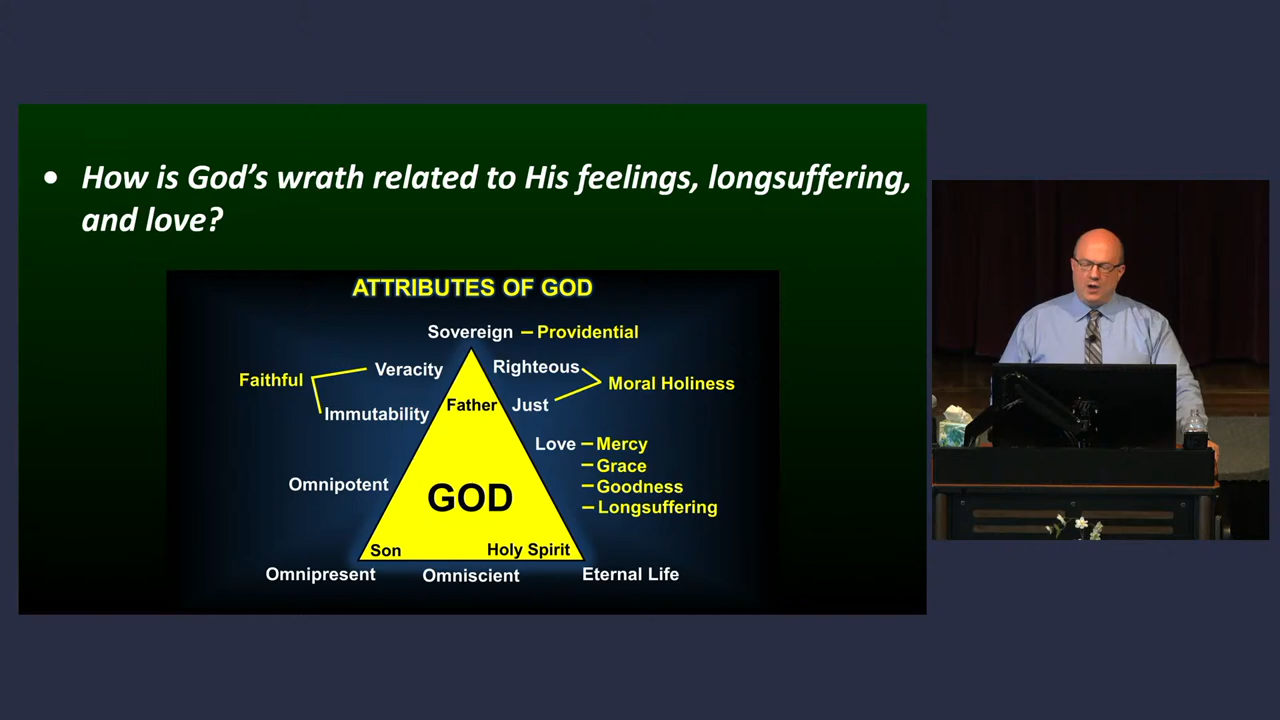 • How is God's wrath related to His feelings, longsuffering,
and love?
ATTRIBUTES OF GOD
Sovereign – Providential
Faithful
Veracity
Righteous
Moral Holiness
Immutability
Father
Just
Love – Mercy
– Grace
Omnipotent
GOD
– Goodness
– Longsuffering
Son
Holy Spirit
Omnipresent
Omniscient
Eternal Life